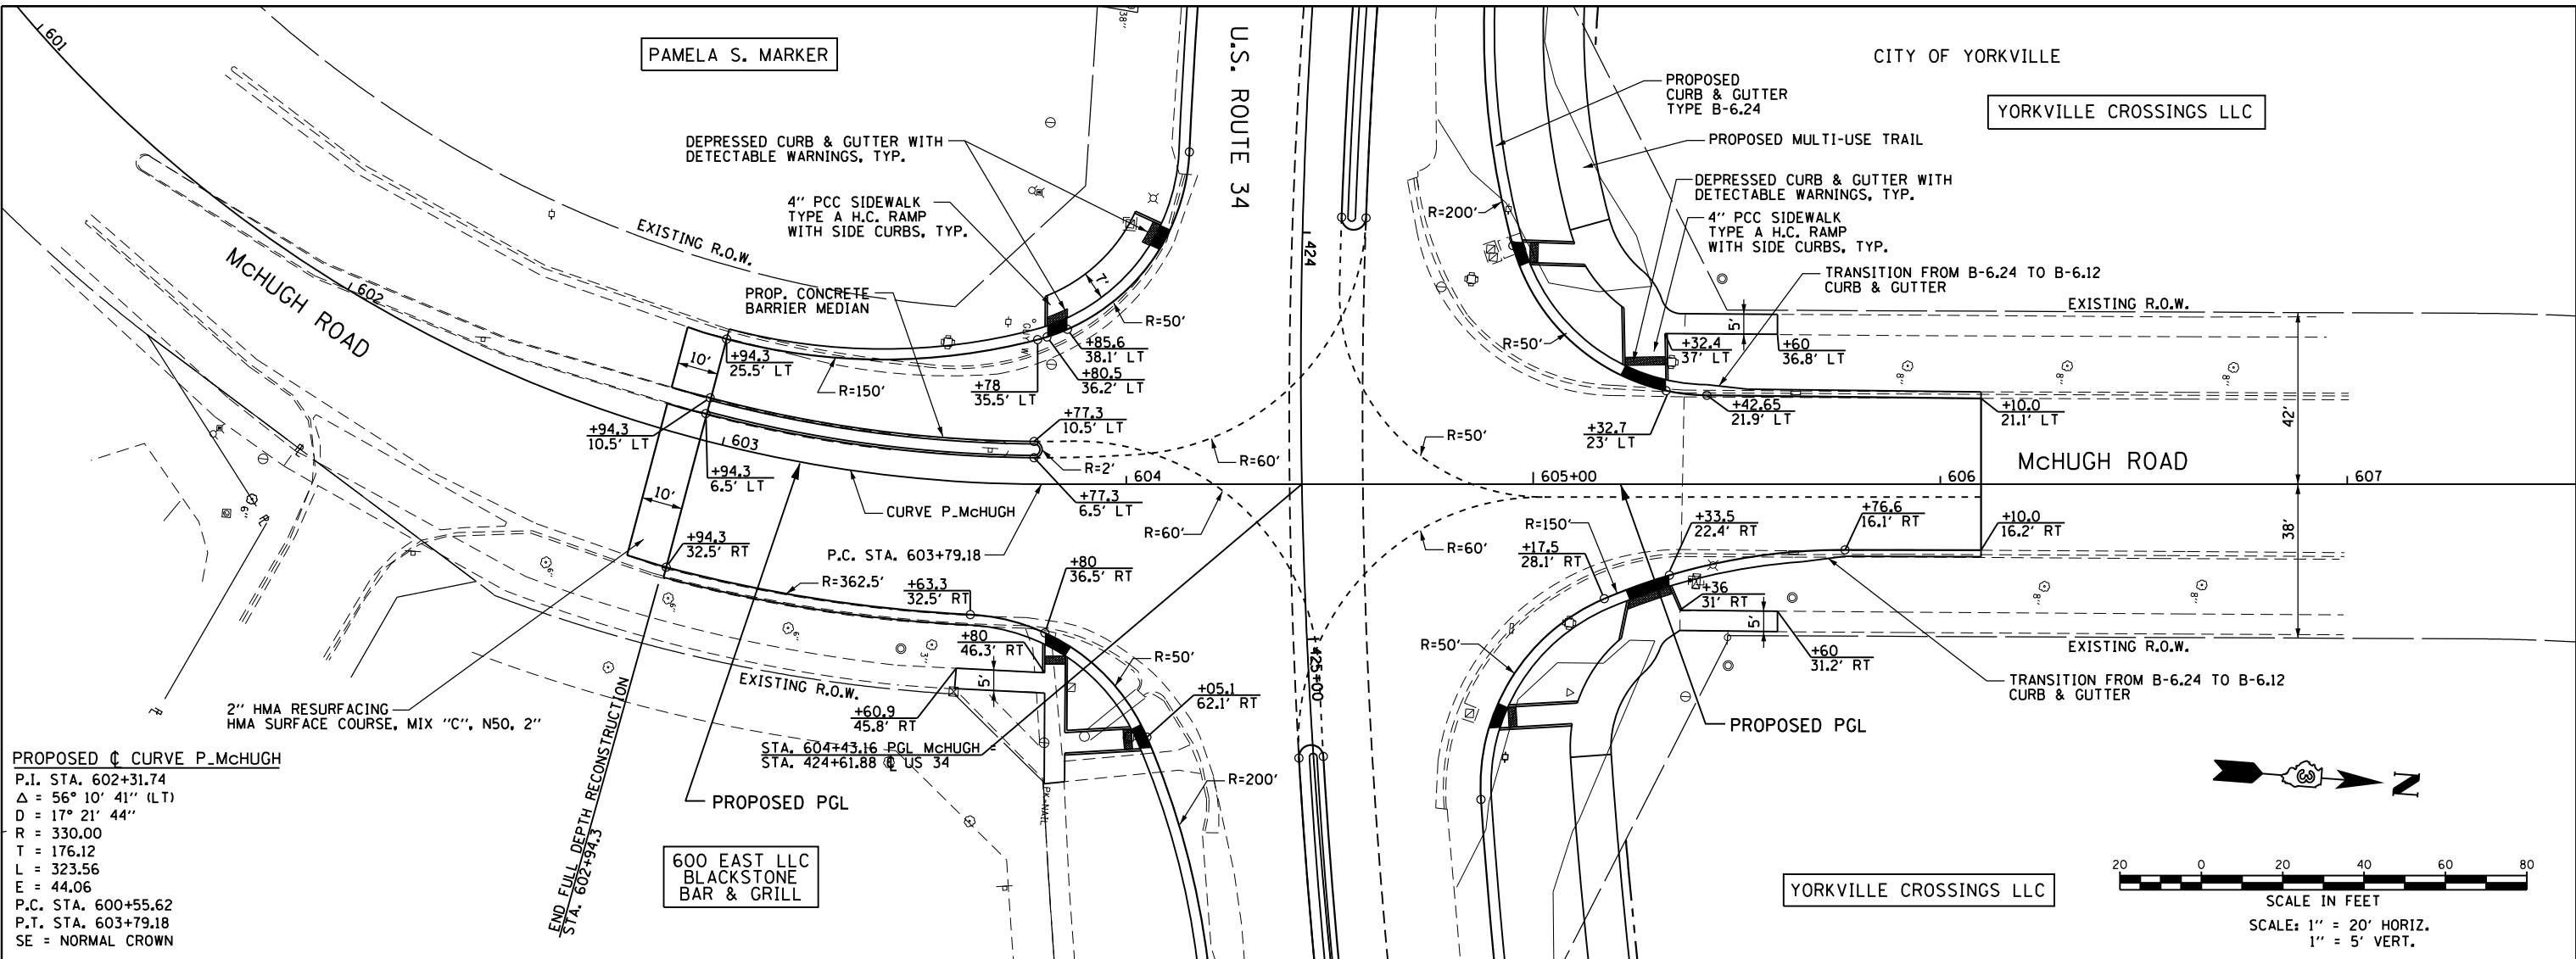 601
PAMELA S. MARKER
U.S. ROUTE 34
CITY OF YORKVILLE
YORKVILLE CROSSINGS LLC
PROPOSED
CURB & GUTTER
TYPE B-6.24
PROPOSED MULTI-USE TRAIL
DEPRESSED CURB & GUTTER WITH
DETECTABLE WARNINGS, TYP.
4" PCC SIDEWALK
TYPE A H.C. RAMP
WITH SIDE CURBS, TYP.
DEPRESSED CURB & GUTTER WITH
DETECTABLE WARNINGS, TYP.
4" PCC SIDEWALK
TYPE A H.C. RAMP
WITH SIDE CURBS, TYP.
TRANSITION FROM B-6.24 TO B-6.12
CURB & GUTTER
EXISTING R.O.W.
EXISTING R.O.W.
McHUGH ROAD
602
PROP. CONCRETE
BARRIER MEDIAN
7'
R=50'
R=200'
424
R=50'
5'
10'
+94.3
25.5' LT
R=150'
+78
35.5' LT
+85.6
38.1' LT
+80.5
36.2' LT
+32.4
37' LT
+60
36.8' LT
8"
8"
8"
42'
+94.3
10.5' LT
603
+94.3
6.5' LT
+77.3
10.5' LT
R=2'
+77.3
6.5' LT
604
R=60'
R=50'
+32.7
23' LT
+42.65
21.9' LT
+10.0
21.1' LT
McHUGH ROAD
605+00
606
607
10'
CURVE P_McHUGH
P.C. STA. 603+79.18
R=60'
R=60'
R=150'
+17.5
28.1' RT
+33.5
22.4' RT
+76.6
16.1' RT
+10.0
16.2' RT
38'
6"
6"
6"
6"
3"
+94.3
32.5' RT
R=362.5'
+63.3
32.5' RT
+80
36.5' RT
+80
46.3' RT
5'
R=50'
+05.1
62.1' RT
425+00
R=50'
+36
31' RT
5'
+60
31.2' RT
8"
8"
EXISTING R.O.W.
TRANSITION FROM B-6.24 TO B-6.12
CURB & GUTTER
PROPOSED PGL
EXISTING R.O.W.
+60.9
45.8' RT
2" HMA RESURFACING
HMA SURFACE COURSE, MIX "C", N50, 2"
STA. 604+43.16 PGL McHUGH =
STA. 424+61.88 ℄ US 34
R=200'
PK-NAIL
PROPOSED PGL
END FULL DEPTH RECONSTRUCTION
STA. 602+94.3
600 EAST LLC
BLACKSTONE
BAR & GRILL
PROPOSED ℄ CURVE P_McHUGH
P.I. STA. 602+31.74
Δ = 56° 10' 41" (LT)
D = 17° 21' 44"
R = 330.00
T = 176.12
L = 323.56
E = 44.06
P.C. STA. 600+55.62
P.T. STA. 603+79.18
SE = NORMAL CROWN
YORKVILLE CROSSINGS LLC
N
20 0 20 40 60 80
SCALE IN FEET
SCALE: 1" = 20' HORIZ.
1" = 5' VERT.